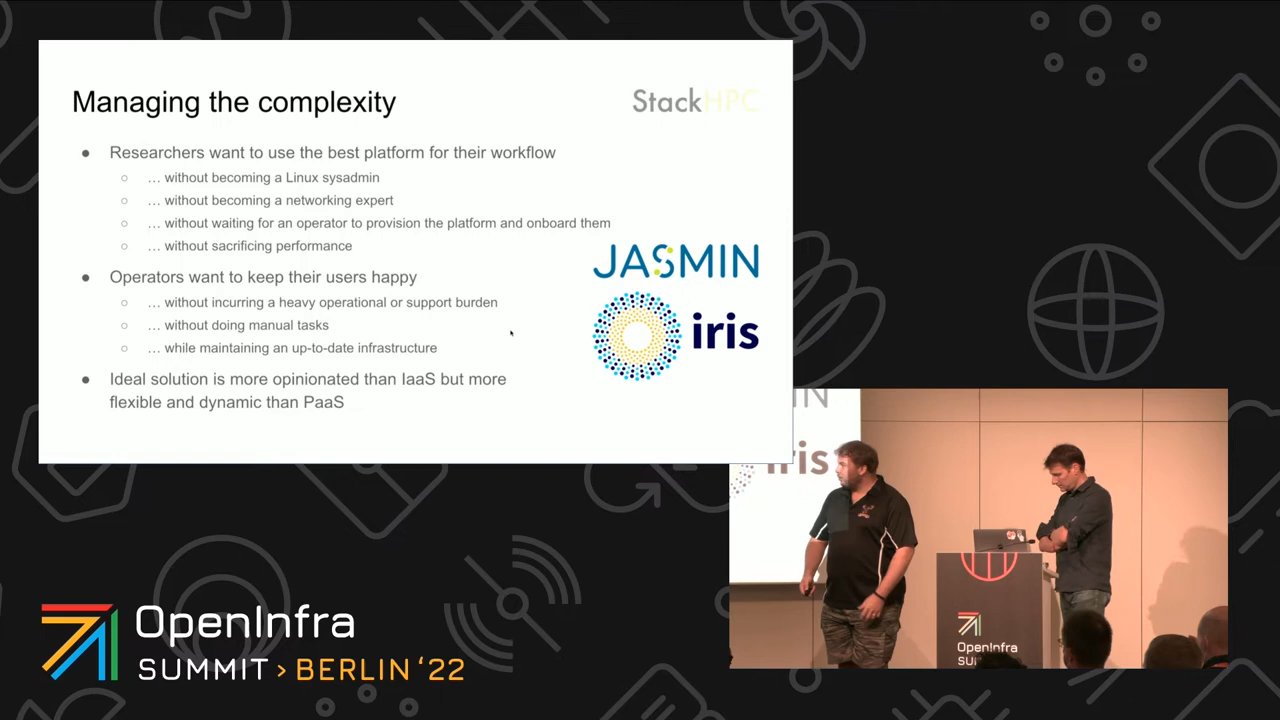 Managing the complexity
StackHPC
● Researchers want to use the best platform for their workflow
○ … without becoming a Linux sysadmin
○ … without becoming a networking expert
○ … without waiting for an operator to provision the platform and onboard them
○ … without sacrificing performance
● Operators want to keep their users happy
○ … without incurring a heavy operational or support burden
○ … without doing manual tasks
○ … while maintaining an up-to-date infrastructure
● Ideal solution is more opinionated than IaaS but more
flexible and dynamic than PaaS
JASMIN
iris
IN
iris
OpenInfra
SU
OpenInfra
SUMMIT > BERLIN ‘22